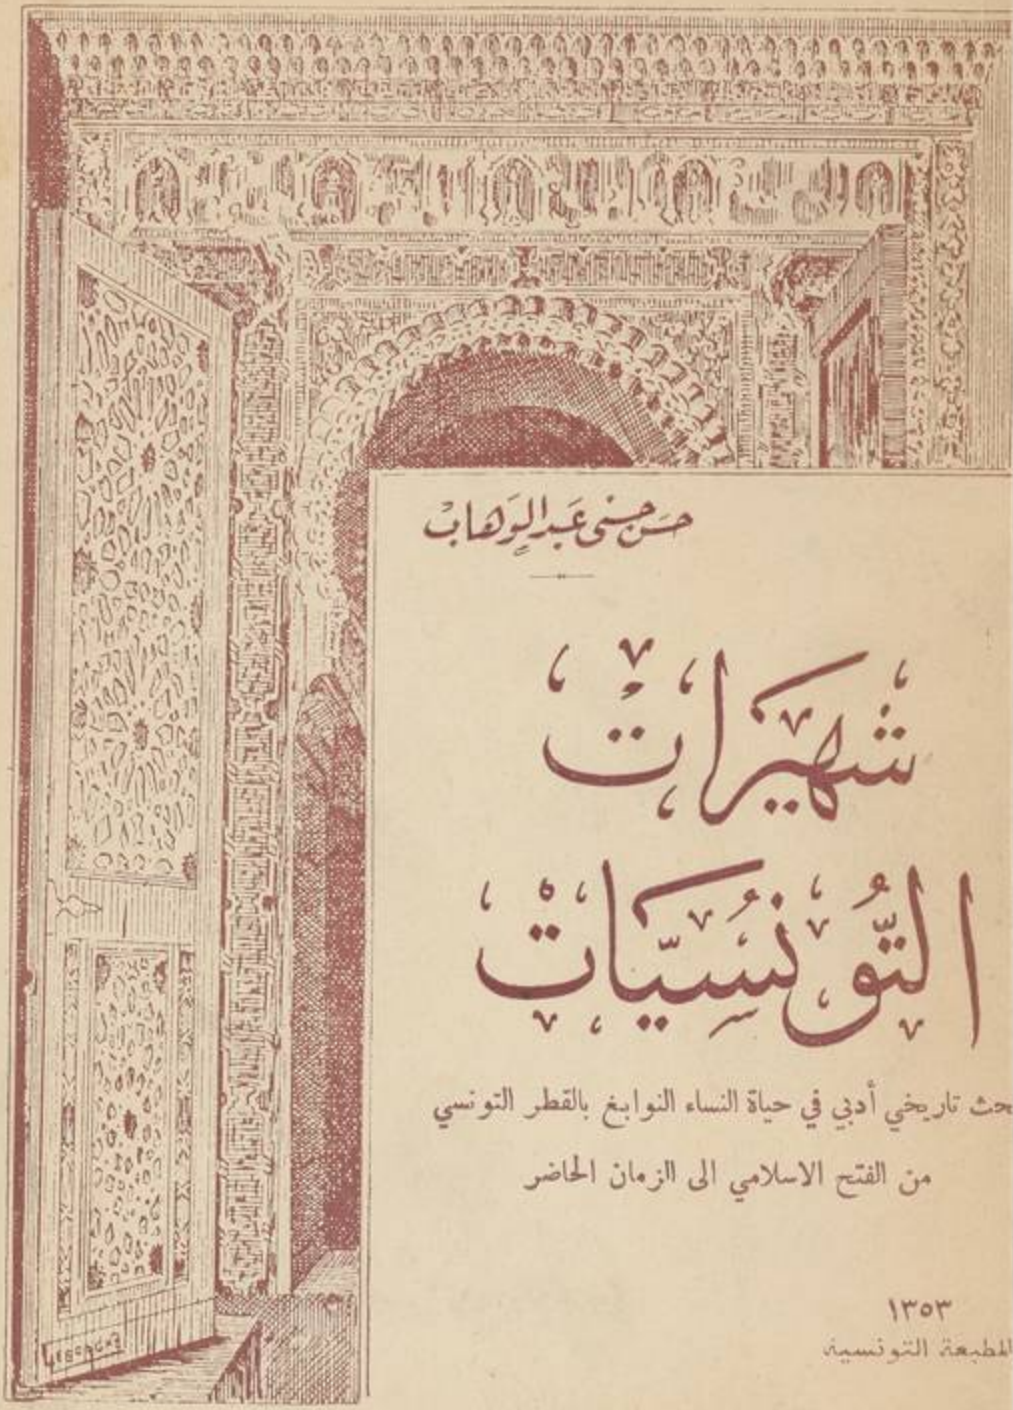 حسن حسني عبد الوهاب
شهيرات
التونسيات
بحث تاريخي أدبي في حياة النساء النوابغ بالقطر التونسي
من الفتح الاسلامي الى الزمان الحاضر
١٣٥٣
المطبعة التونسية